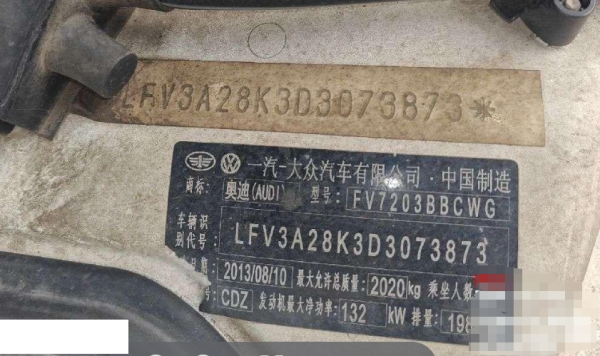 LFV3A28K3D3073873*
一汽-大众汽车有限公司·中国制造
商标: 奥迪(AUDI) 型号: FV7203BBCWG
车辆识别代号: LFV3A28K3D3073873
2013/08/10 最大允许总质量: 2020kg 乘坐人数
CDZ 发动机最大净功率: 132 kW 排量: 198